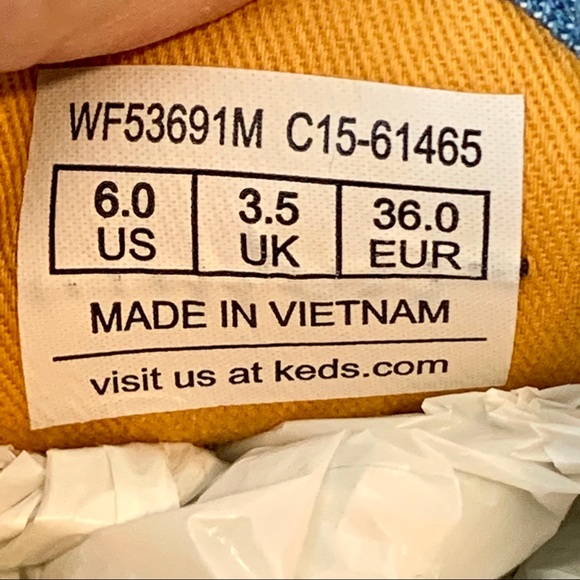 WF53691M C15-61465
6.0 3.5 36.0
US UK EUR
MADE IN VIETNAM
visit us at keds.com